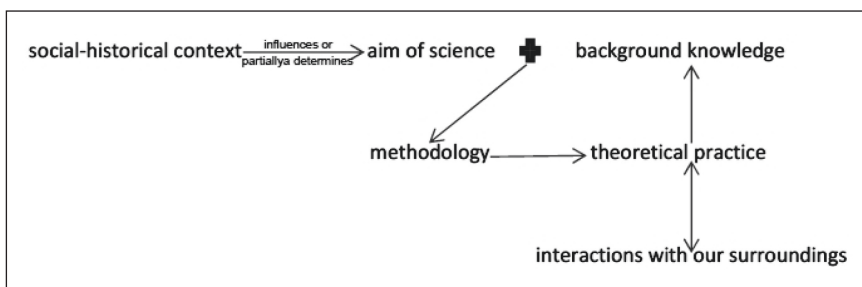 social-historical context
influences or
partiallya determines
aim of science
background knowledge
methodology
theoretical practice
interactions with our surroundings